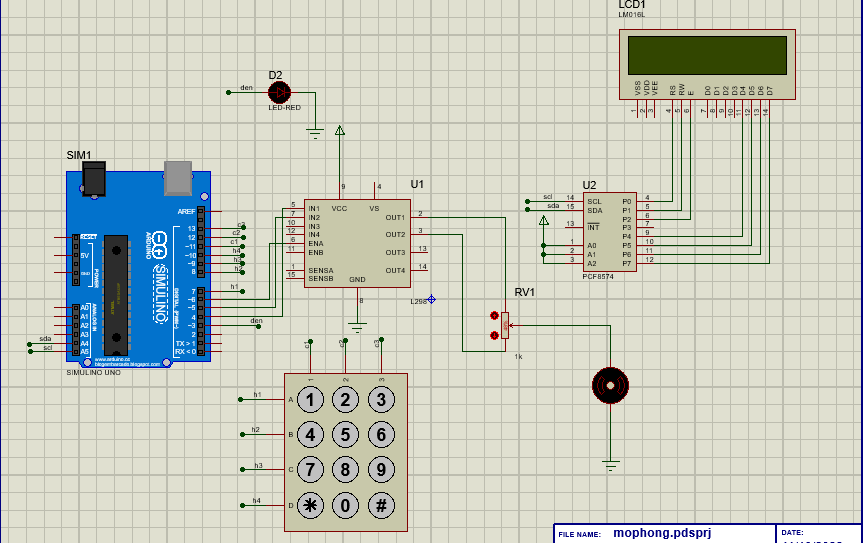 LCD1
LM016L
VSS VDD VEE RS RW E D0 D1 D2 D3 D4 D5 D6 D7
1 2 3 4 5 6 7 8 9 10 11 12 13 14
D2
den
LED-RED
SIM1
AREF
RESET
5V
POWER
GND
A0
A1
A2
A3
A4
A5
ANALOG IN
ARDUINO
SIMULINO
13
12
~11
~10
~9
8
7
~6
~5
4
~3
2
TX > 1
RX < 0
www.simulino.cc
blogembarcado.blogspot.com
SIMULINO UNO
sda
scl
c3
c2
c1
h4
h3
h2
h1
den
U1
9
4
VCC VS
5 IN1
7 IN2
10 IN3
12 IN4
6 ENA
11 ENB
1 SENSA
15 SENSB
OUT1 2
OUT2 3
OUT3 13
OUT4 14
GND
8
L298
U2
scl 14 SCL
sda 15 SDA
13 INT
1 A0
2 A1
3 A2
P0 4
P1 5
P2 6
P3 7
P4 9
P5 10
P6 11
P7 12
PCF8574
RV1
1k
c1 c2 c3
1 2 3
h1 A 1 2 3
h2 B 4 5 6
h3 C 7 8 9
h4 D * 0 #
FILE NAME: mophong.pdsprj
DATE: